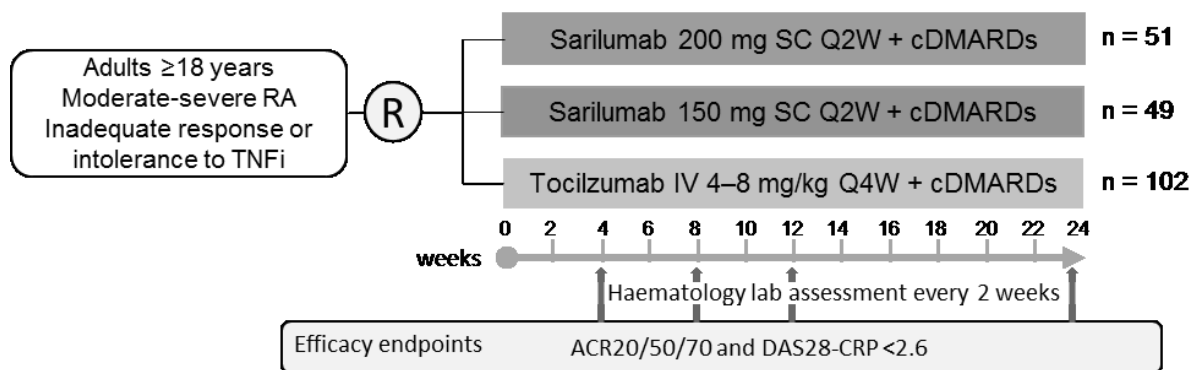 Adults ≥18 years
Moderate-severe RA
Inadequate response or
intolerance to TNFi
R
Sarilumab 200 mg SC Q2W + cDMARDs
n = 51
Sarilumab 150 mg SC Q2W + cDMARDs
n = 49
Tocilzumab IV 4–8 mg/kg Q4W + cDMARDs
n = 102
0 2 4 6 8 10 12 14 16 18 20 22 24
weeks
Haematology lab assessment every 2 weeks
Efficacy endpoints ACR20/50/70 and DAS28-CRP <2.6